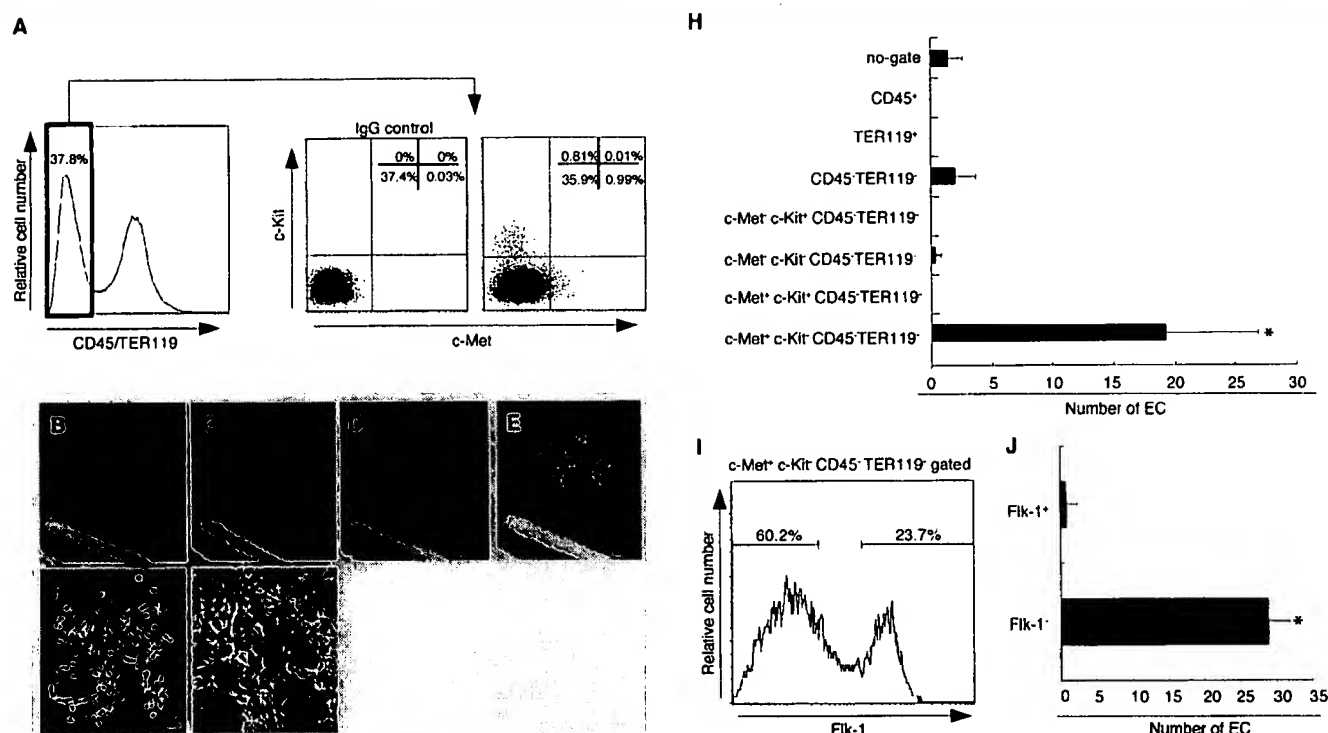 A
Relative cell number
37.8%
CD45/TER119
IgG control
0% 0%
37.4% 0.03%
0.81% 0.01%
35.9% 0.99%
c-Kit
c-Met
B
E
H
no-gate
CD45⁺
TER119⁺
CD45⁻TER119⁻
c-Met⁻ c-Kit⁺ CD45⁻TER119⁻
c-Met⁻ c-Kit⁻ CD45⁻TER119⁻
c-Met⁺ c-Kit⁺ CD45⁻TER119⁻
c-Met⁺ c-Kit⁻ CD45⁻TER119⁻
*
0 5 10 15 20 25 30
Number of EC
I
c-Met⁺ c-Kit⁻ CD45⁻ TER119⁻ gated
Relative cell number
60.2% 23.7%
Flk-1
J
Flk-1⁺
Flk-1⁻
*
0 5 10 15 20 25 30 35
Number of EC